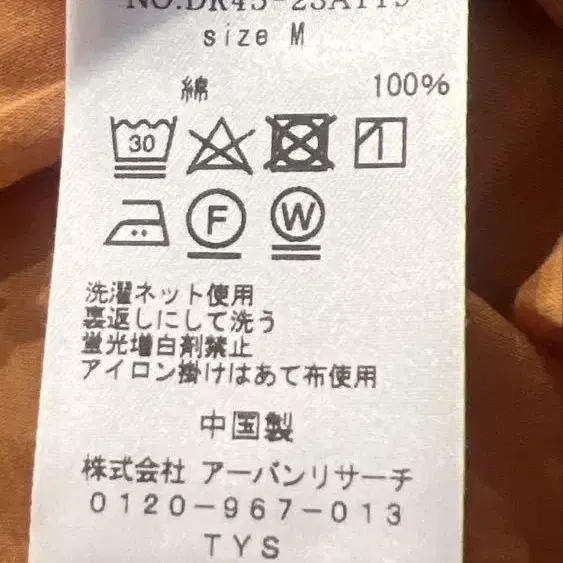 size M
綿 100%
30
F W
洗濯ネット使用
裏返しにして洗う
蛍光増白剤禁止
アイロン掛けはあて布使用
中国製
株式会社 アーバンリサーチ
0120-967-013
TYS